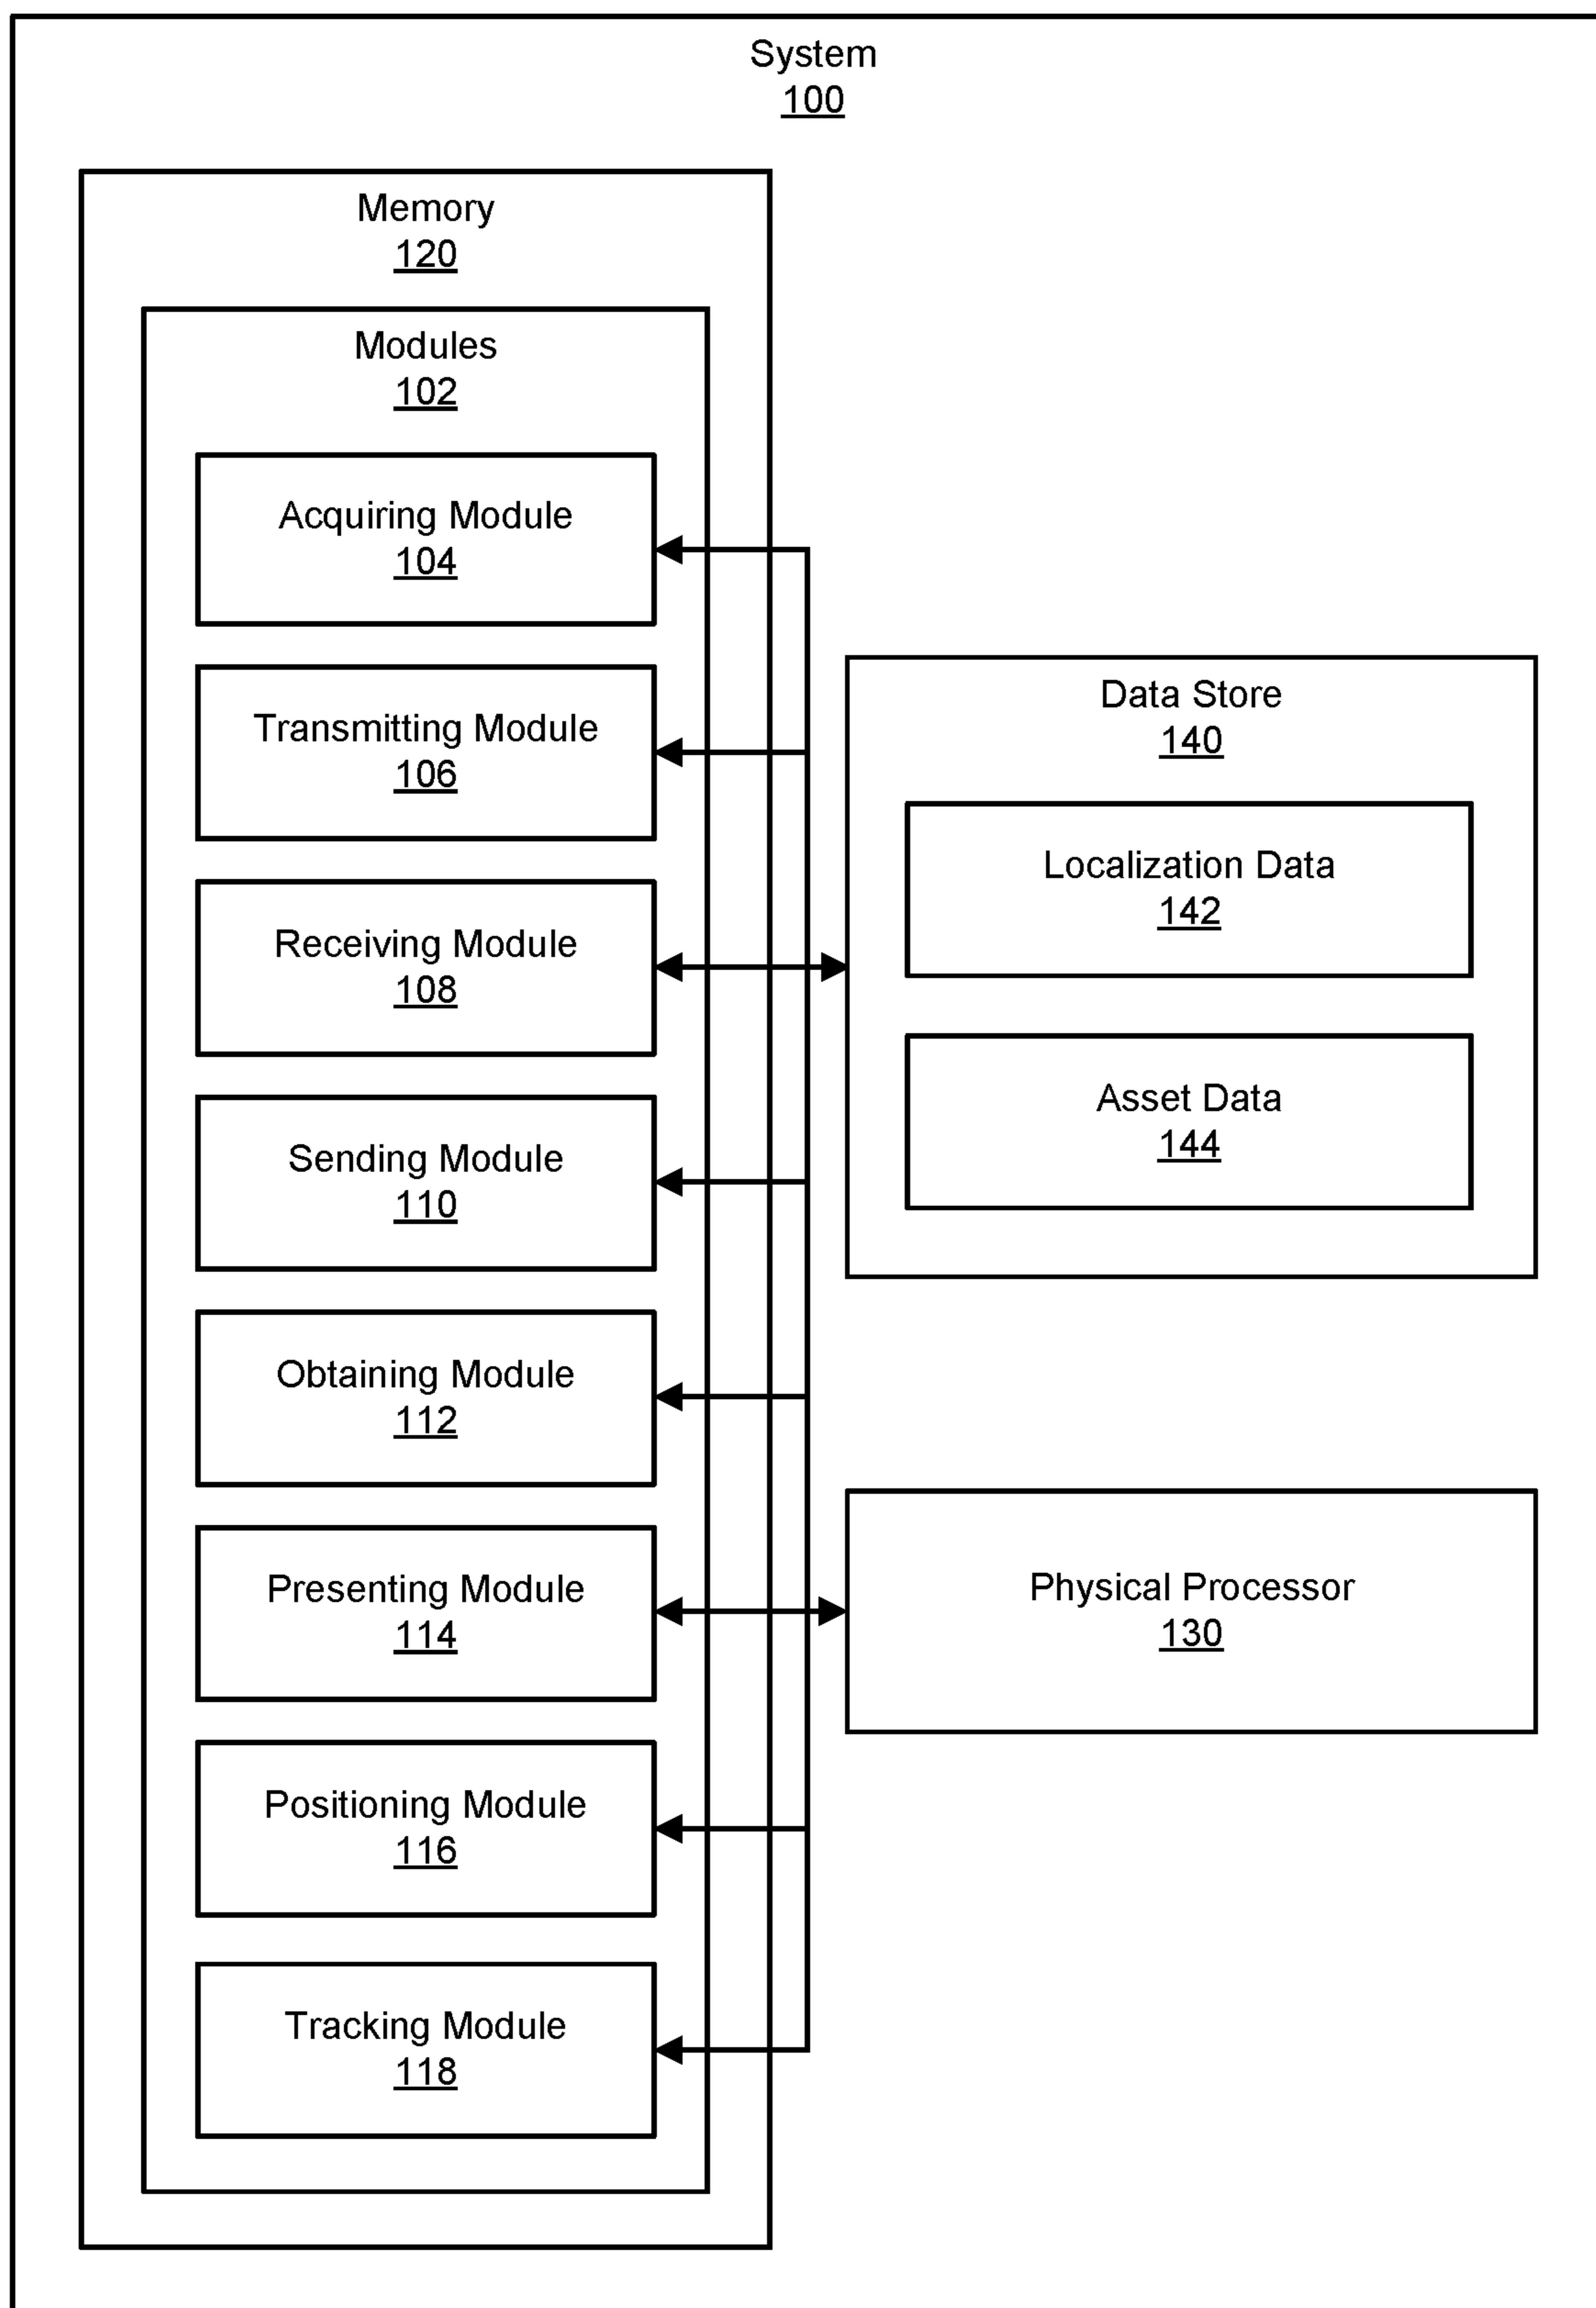 System
100
Memory
120
Modules
102
Acquiring Module
104
Transmitting Module
106
Receiving Module
108
Sending Module
110
Obtaining Module
112
Presenting Module
114
Positioning Module
116
Tracking Module
118
Data Store
140
Localization Data
142
Asset Data
144
Physical Processor
130